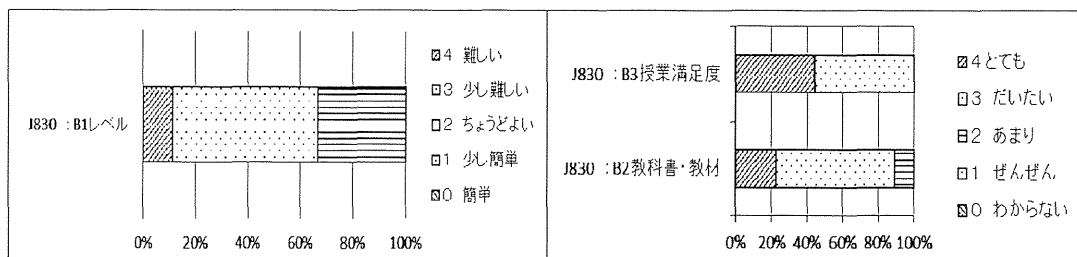 J830 : B1レベル
4 難しい
3 少し難しい
2 ちょうどよい
1 少し簡単
0 簡単
0% 20% 40% 60% 80% 100%
J830 : B3授業満足度
J830 : B2教科書・教材
4とても
3 だいたい
2 あまり
1 ぜんぜん
0 わからない
0% 20% 40% 60% 80% 100%